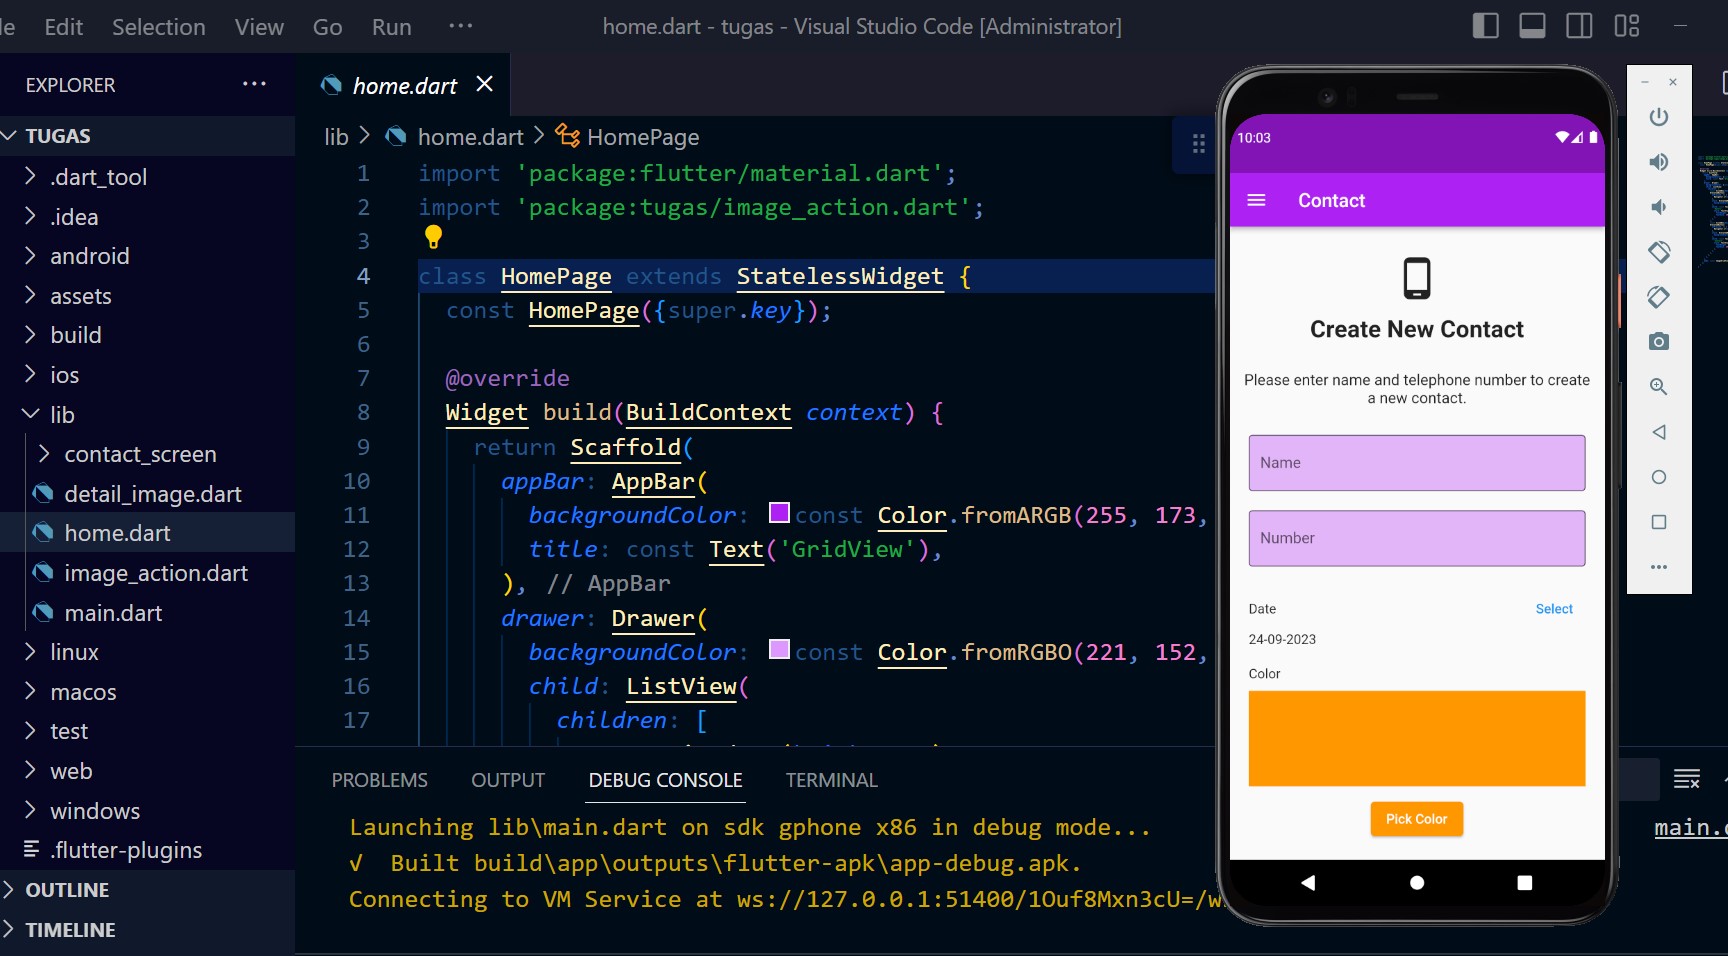 Edit Selection View Go Run ···
home.dart - tugas - Visual Studio Code [Administrator]
EXPLORER ···
TUGAS
.dart_tool
.idea
android
assets
build
ios
lib
contact_screen
detail_image.dart
home.dart
image_action.dart
main.dart
linux
macos
test
web
windows
.flutter-plugins
OUTLINE
TIMELINE
home.dart
lib > home.dart > HomePage
1 import 'package:flutter/material.dart';
2 import 'package:tugas/image_action.dart';
3
4 class HomePage extends StatelessWidget {
5 const HomePage({super.key});
6
7 @override
8 Widget build(BuildContext context) {
9 return Scaffold(
10 appBar: AppBar(
11 backgroundColor: const Color.fromARGB(255, 173,
12 title: const Text('GridView'),
13 ), // AppBar
14 drawer: Drawer(
15 backgroundColor: const Color.fromRGBO(221, 152,
16 child: ListView(
17 children: [
PROBLEMS OUTPUT DEBUG CONSOLE TERMINAL
Launching lib\main.dart on sdk gphone x86 in debug mode...
√ Built build\app\outputs\flutter-apk\app-debug.apk.
Connecting to VM Service at ws://127.0.0.1:51400/1Ouf8Mxn3cU=/w
10:03
Contact
Create New Contact
Please enter name and telephone number to create
a new contact.
Name
Number
Date Select
24-09-2023
Color
Pick Color